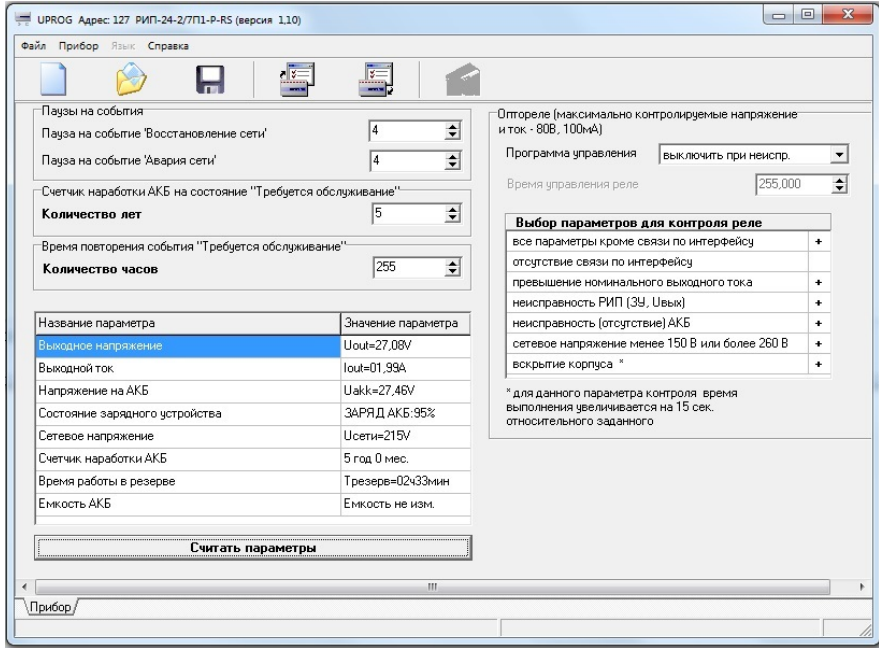 UPROG Адрес: 127 РИП-24-2/7П1-P-RS (версия 1,10)
Файл Прибор Язык Справка
Паузы на события
Пауза на событие 'Восстановление сети' 4
Пауза на событие 'Авария сети' 4
Счетчик наработки АКБ на состояние "Требуется обслуживание"
Количество лет 5
Время повторения события "Требуется обслуживание"
Количество часов 255
Название параметра Значение параметра
Выходное напряжение Uout=27,08V
Выходной ток Iout=01,99A
Напряжение на АКБ Uakk=27,46V
Состояние зарядного устройства ЗАРЯД АКБ:95%
Сетевое напряжение Uсети=215V
Счетчик наработки АКБ 5 год 0 мес.
Время работы в резерве Tрезерв=02ч33мин
Емкость АКБ Емкость не изм.
Считать параметры
Оптореле (максимально контролируемые напряжение
и ток - 80В, 100мА)
Программа управления выключить при неиспр.
Время управления реле 255,000
Выбор параметров для контроля реле
все параметры кроме связи по интерфейсу +
отсутствие связи по интерфейсу
превышение номинального выходного тока +
неисправность РИП (ЗУ, Uвых) +
неисправность (отсутствие) АКБ +
сетевое напряжение менее 150 В или более 260 В +
вскрытие корпуса * +
* для данного параметра контроля время
выполнения увеличивается на 15 сек.
относительного заданного
Прибор